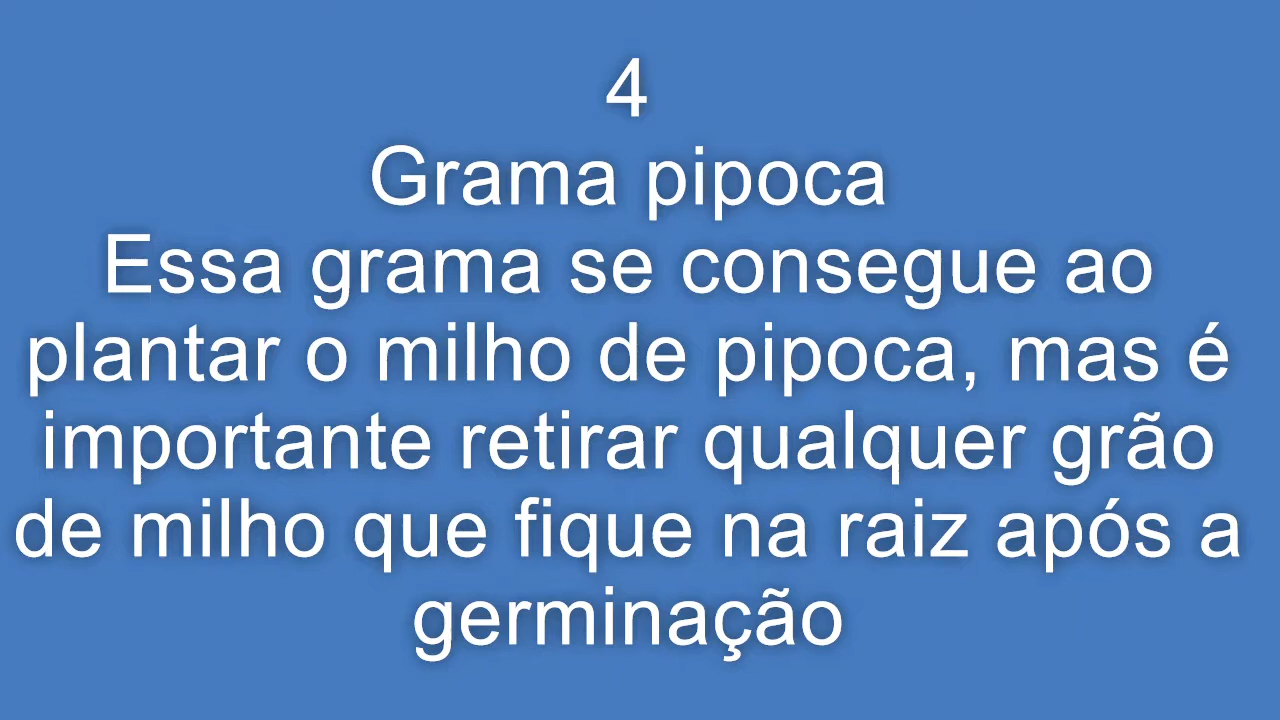 4
Grama pipoca
Essa grama se consegue ao
plantar o milho de pipoca, mas é
importante retirar qualquer grão
de milho que fique na raiz após a
germinação